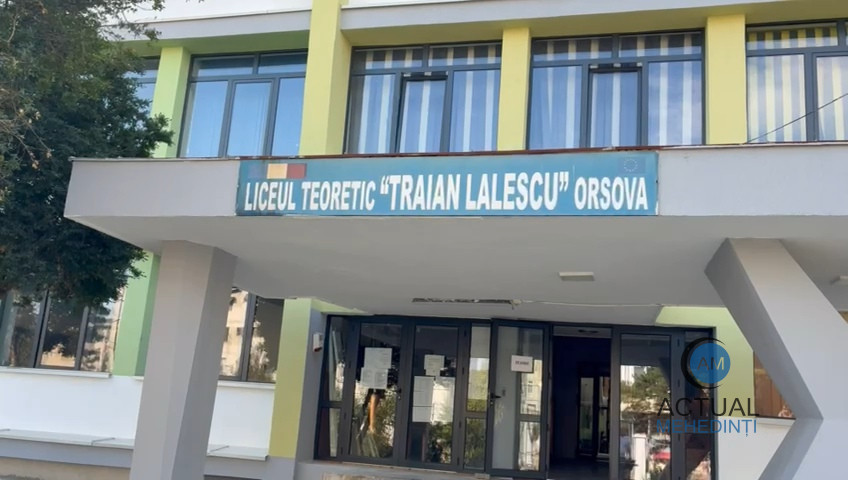 LICEUL TEORETIC "TRAIAN LALESCU" ORSOVA
AM
ACTUAL
MEHEDINȚI